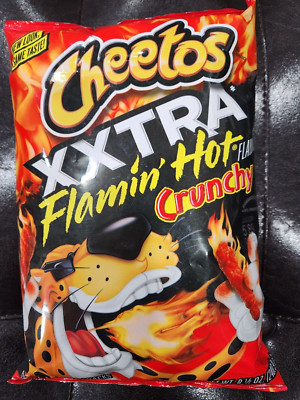 NEW LOOK
SAME TASTE!
Cheetos
XXTRA
Flamin' Hot
Crunchy